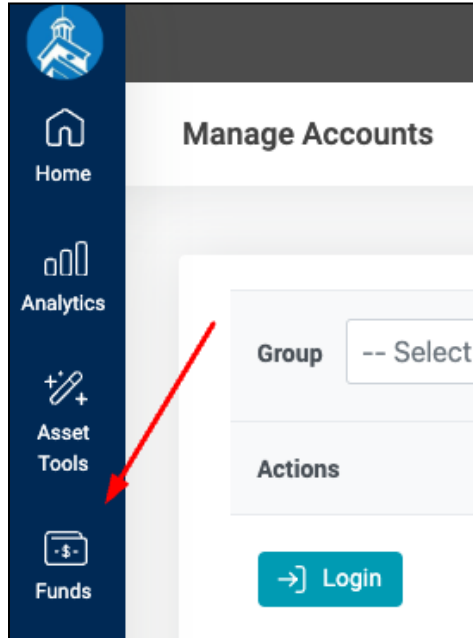 Home
Analytics
Asset
Tools
-$-
Funds
Manage Accounts
Group
-- Select
Actions
Login